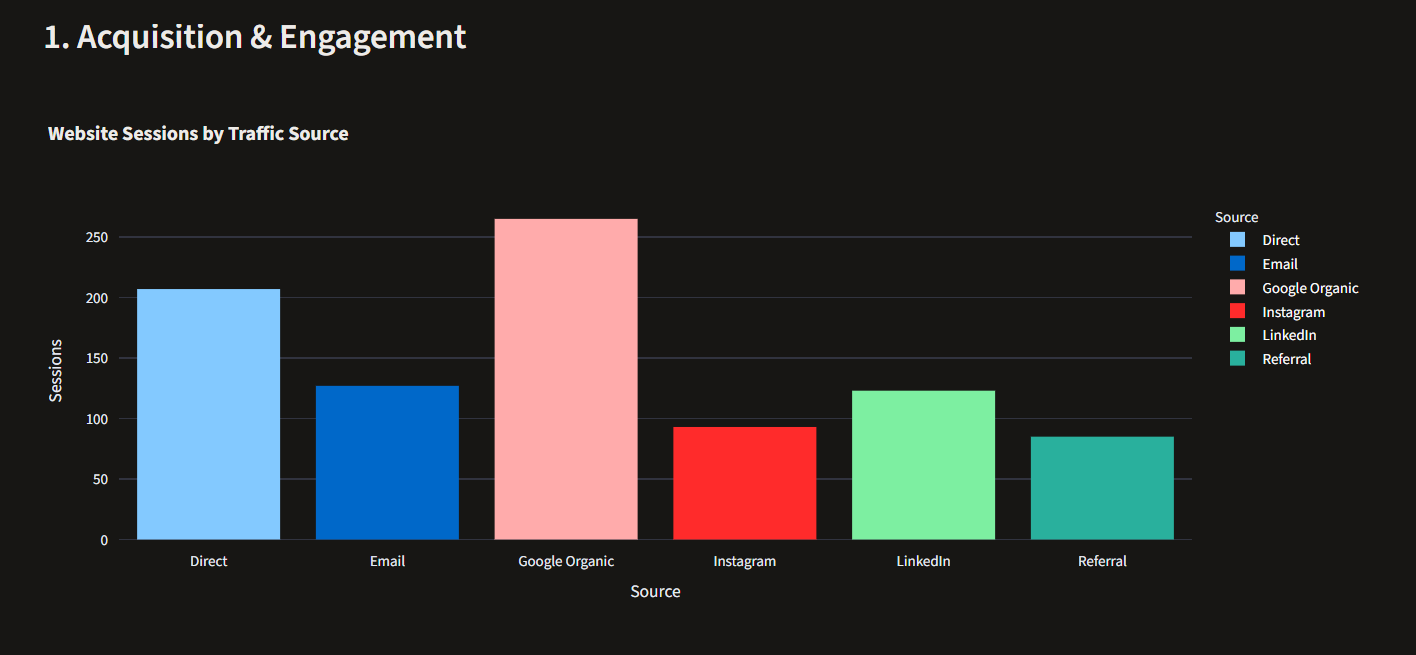 1. Acquisition & Engagement
Website Sessions by Traffic Source
Source
Direct
Email
Google Organic
Instagram
LinkedIn
Referral
Sessions
250
200
150
100
50
0
Direct Email Google Organic Instagram LinkedIn Referral
Source